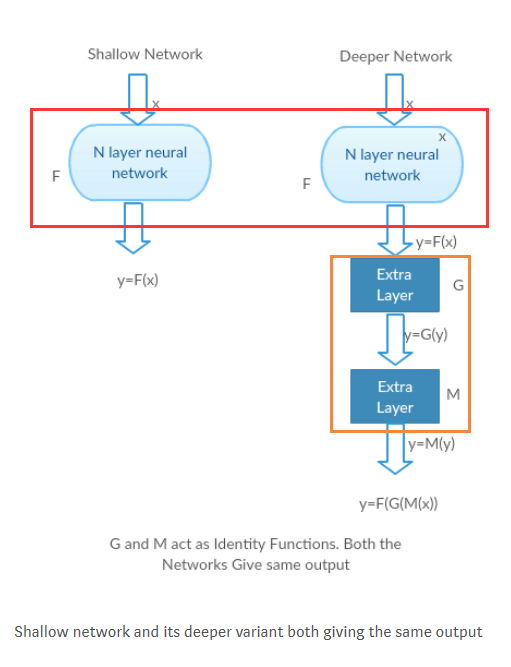 Shallow Network
Deeper Network
x
x
x
N layer neural
network
F
N layer neural
network
F
y=F(x)
y=F(x)
Extra
Layer
G
y=G(y)
Extra
Layer
M
y=M(y)
y=F(G(M(x))
G and M act as Identity Functions. Both the
Networks Give same output
Shallow network and its deeper variant both giving the same output